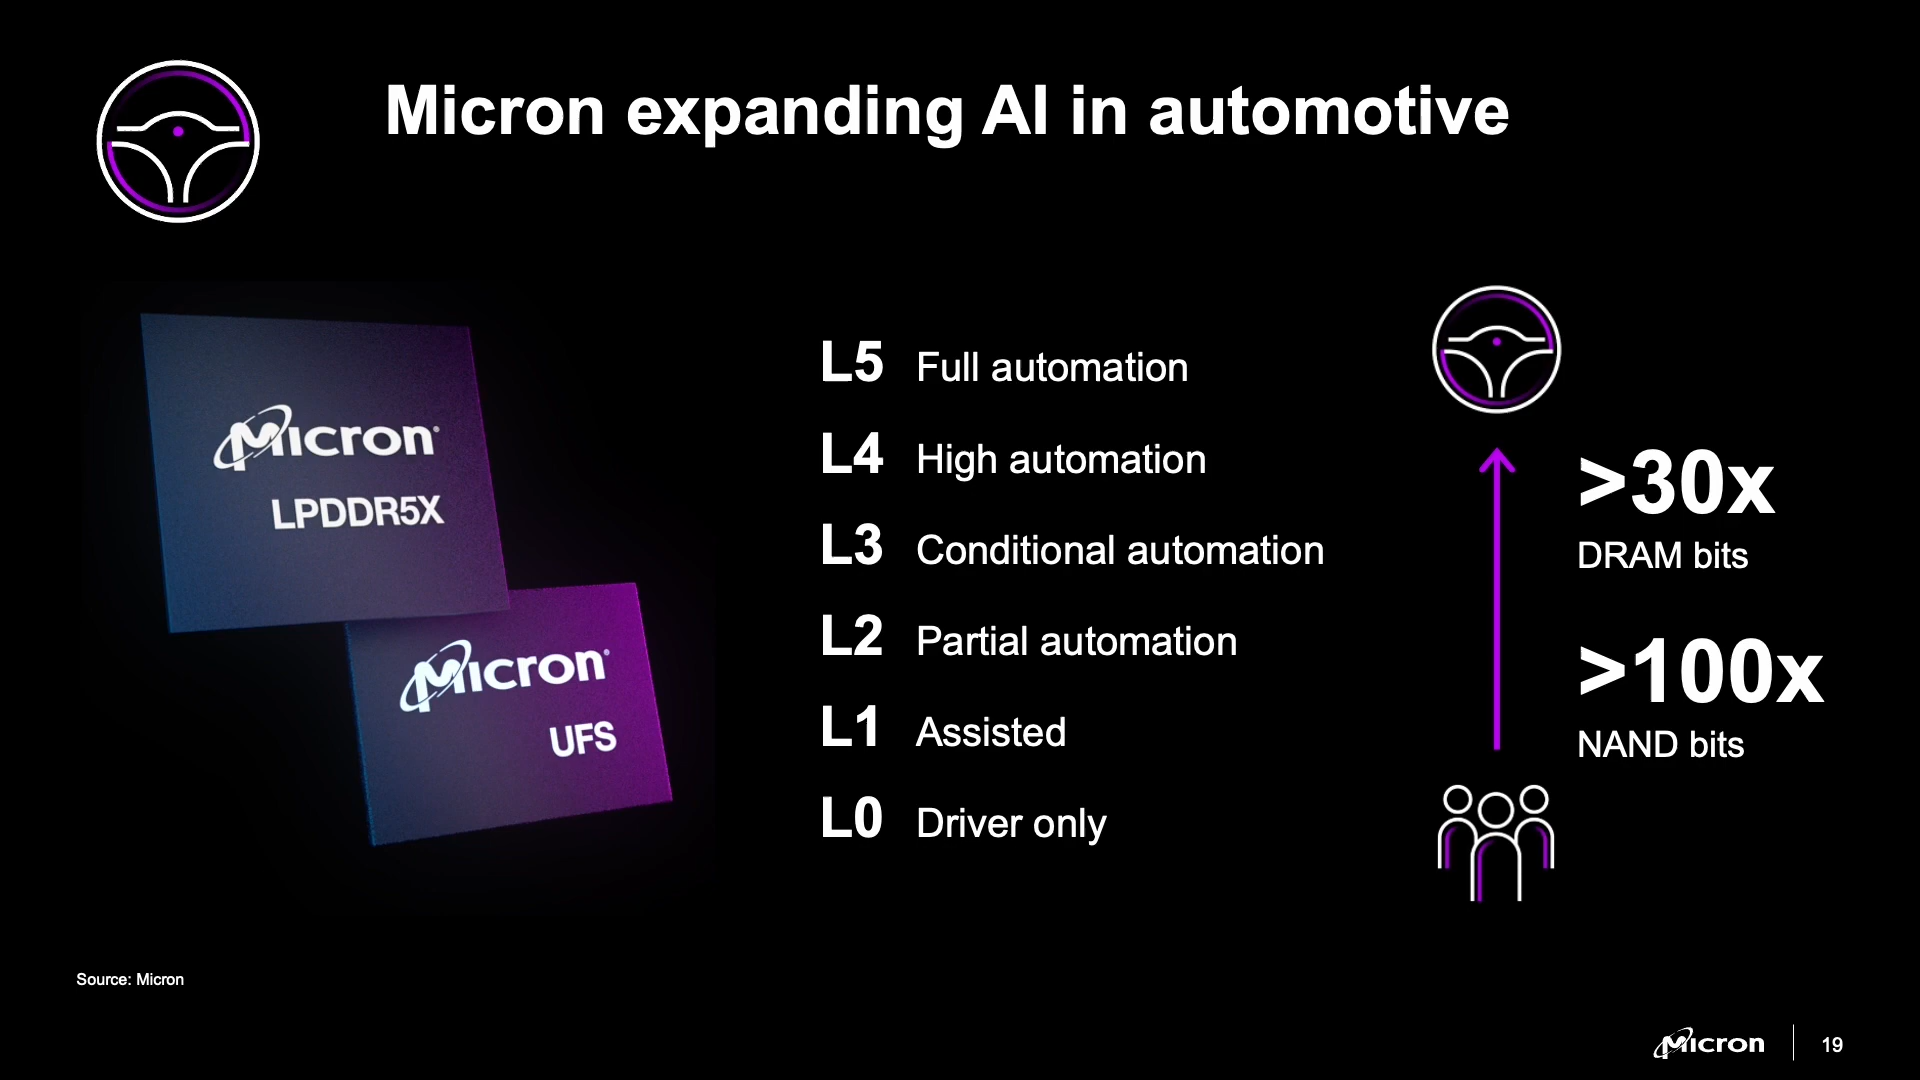 Micron expanding AI in automotive
Micron®
LPDDR5X
Micron®
UFS
L5 Full automation
L4 High automation
L3 Conditional automation
L2 Partial automation
L1 Assisted
L0 Driver only
>30x
DRAM bits
>100x
NAND bits
Source: Micron
Micron 19